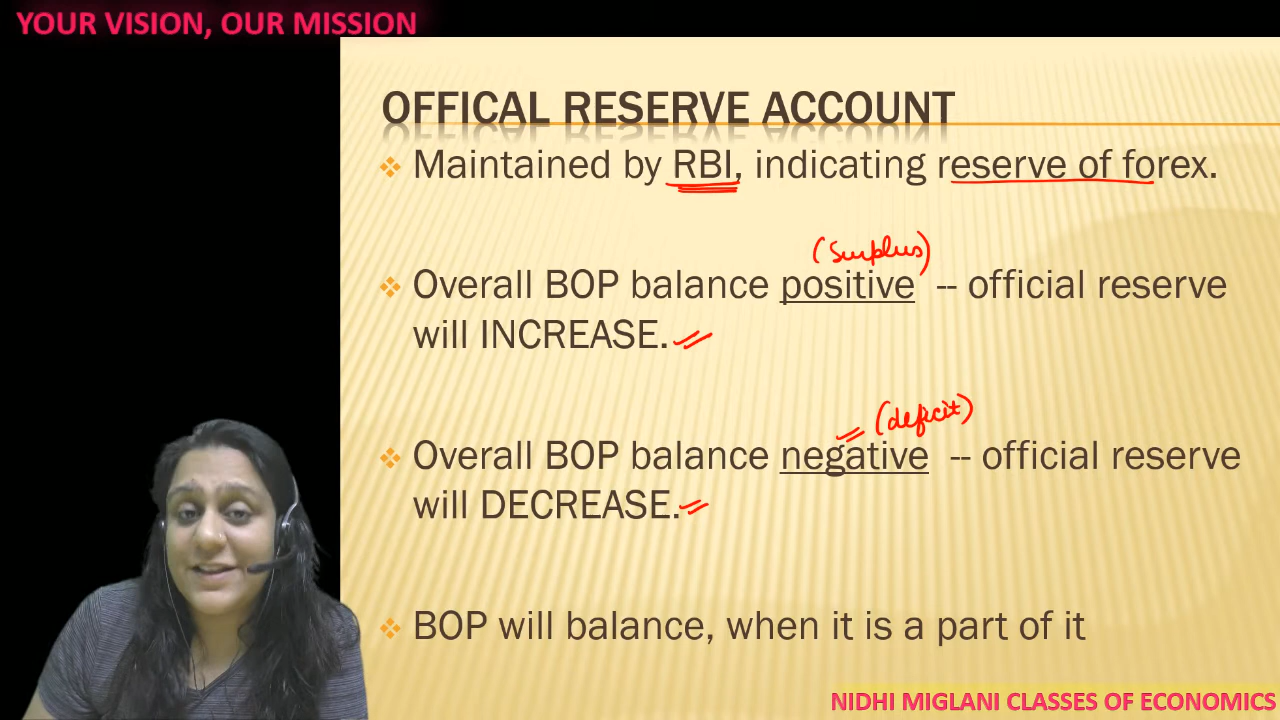 YOUR VISION, OUR MISSION
OFFICAL RESERVE ACCOUNT
Maintained by RBI, indicating reserve of forex.
(Surplus)
Overall BOP balance positive -- official reserve
will INCREASE.
(deficit)
Overall BOP balance negative -- official reserve
will DECREASE.
BOP will balance, when it is a part of it
NIDHI MIGLANI CLASSES OF ECONOMICS